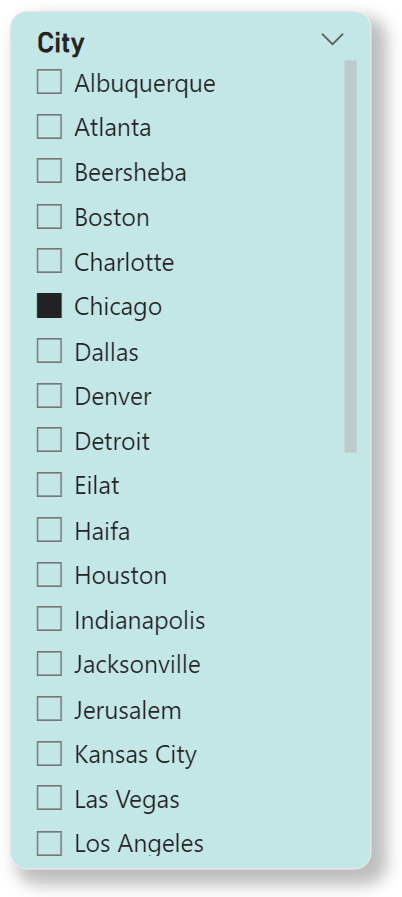 City
Albuquerque
Atlanta
Beersheba
Boston
Charlotte
Chicago
Dallas
Denver
Detroit
Eilat
Haifa
Houston
Indianapolis
Jacksonville
Jerusalem
Kansas City
Las Vegas
Los Angeles